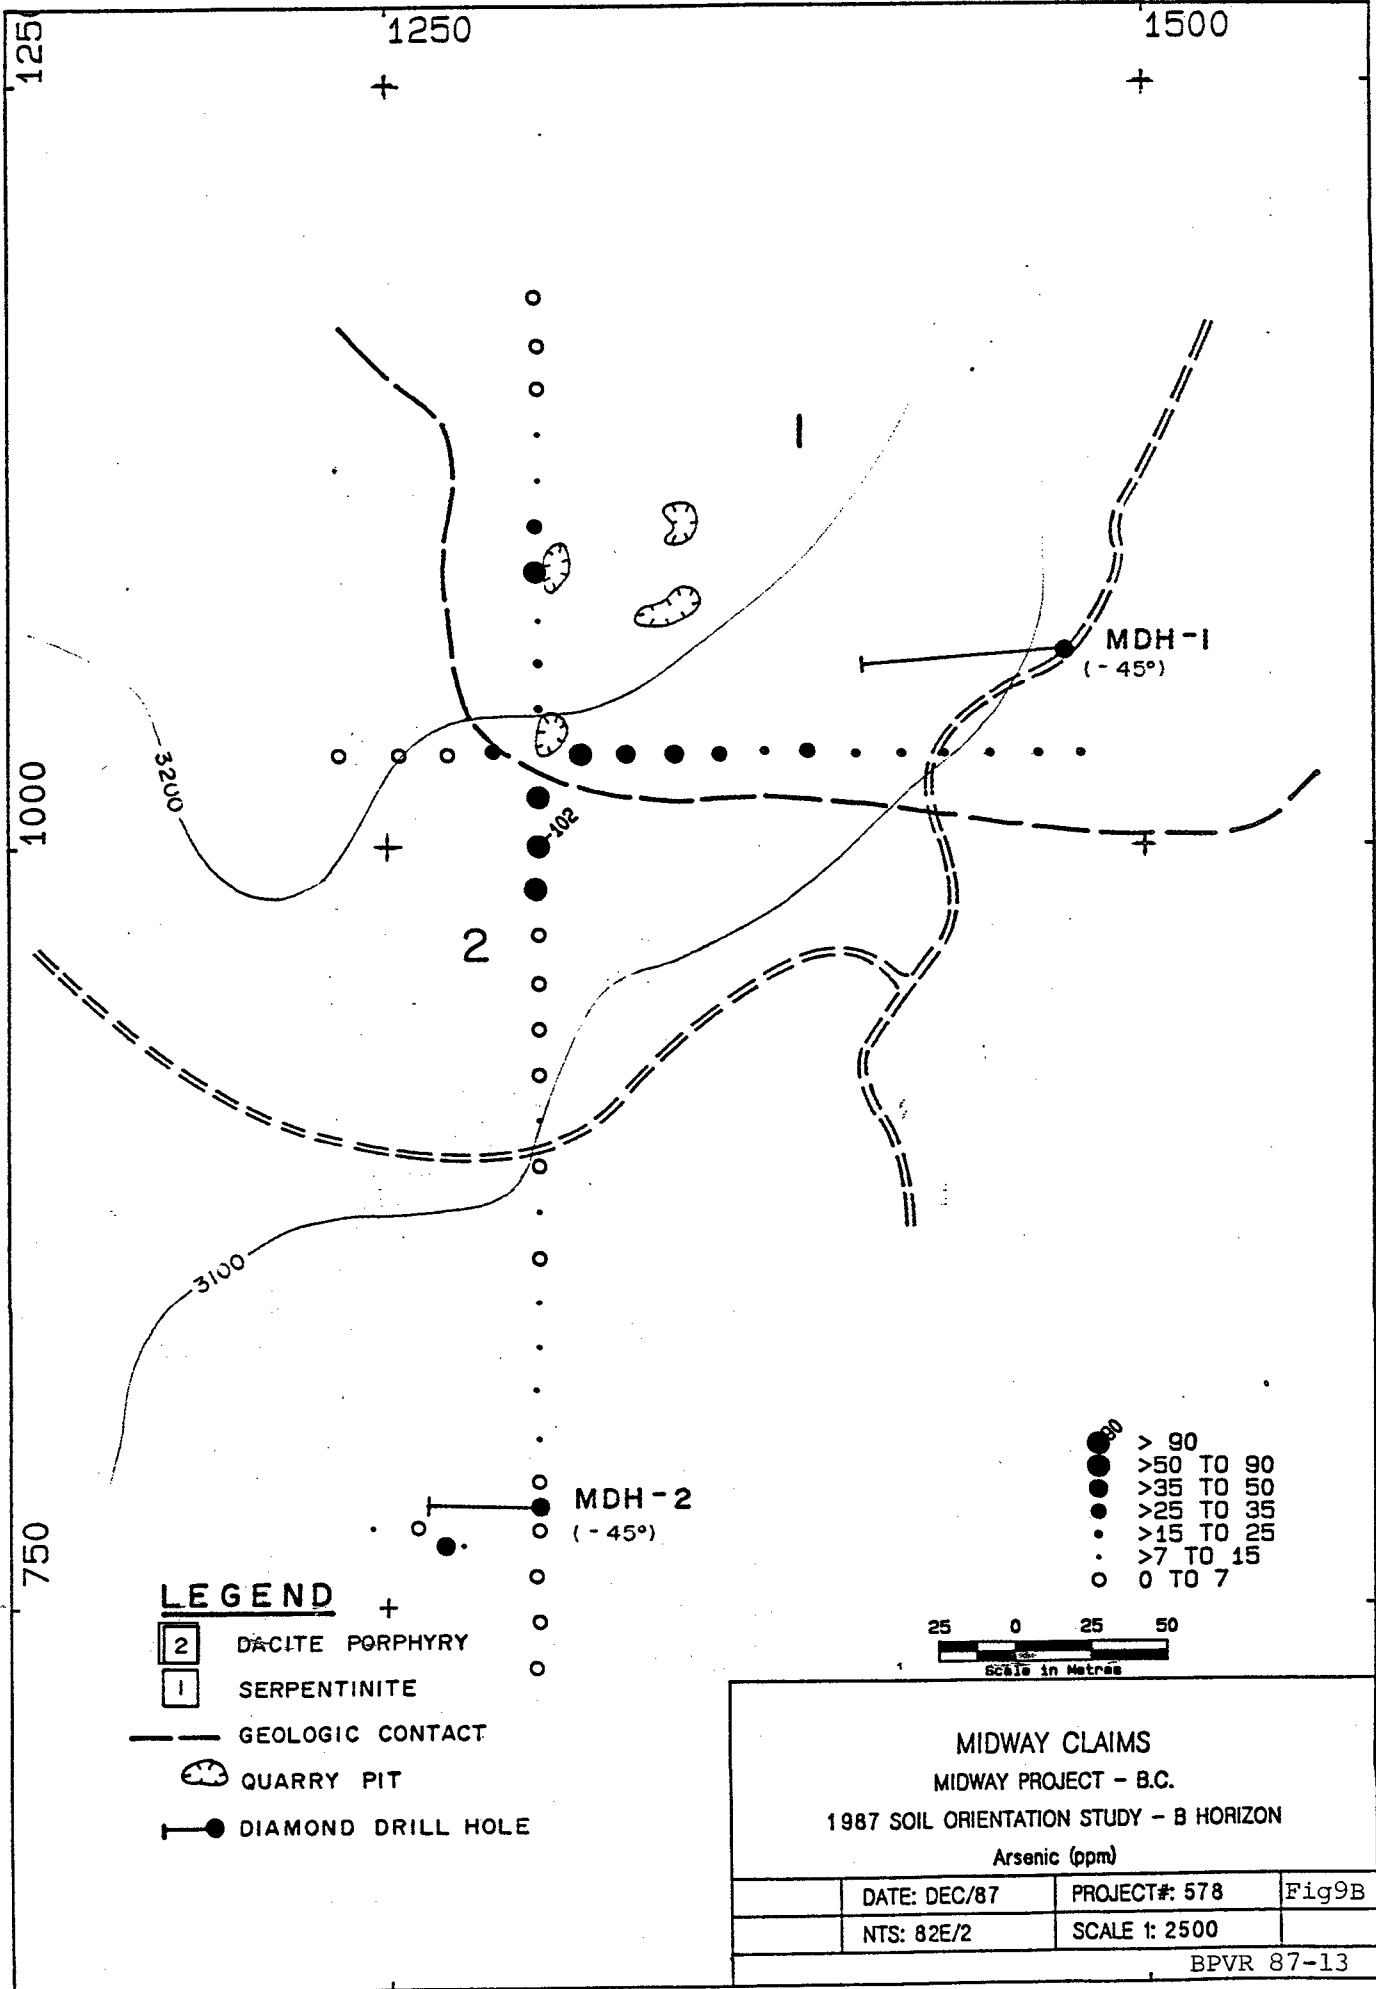 1250
1500
125
1
MDH-1
(-45°)
3200
1000
-102
2
3100
MDH-2
(-45°)
750
90
> 90
>50 TO 90
>35 TO 50
>25 TO 35
>15 TO 25
>7 TO 15
0 TO 7
25 0 25 50
Scale in Metres
LEGEND
2 DACITE PORPHYRY
1 SERPENTINITE
GEOLOGIC CONTACT
QUARRY PIT
DIAMOND DRILL HOLE
MIDWAY CLAIMS
MIDWAY PROJECT - B.C.
1987 SOIL ORIENTATION STUDY - B HORIZON
Arsenic (ppm)
DATE: DEC/87 PROJECT#: 578 Fig9B
NTS: 82E/2 SCALE 1: 2500
BPVR 87-13